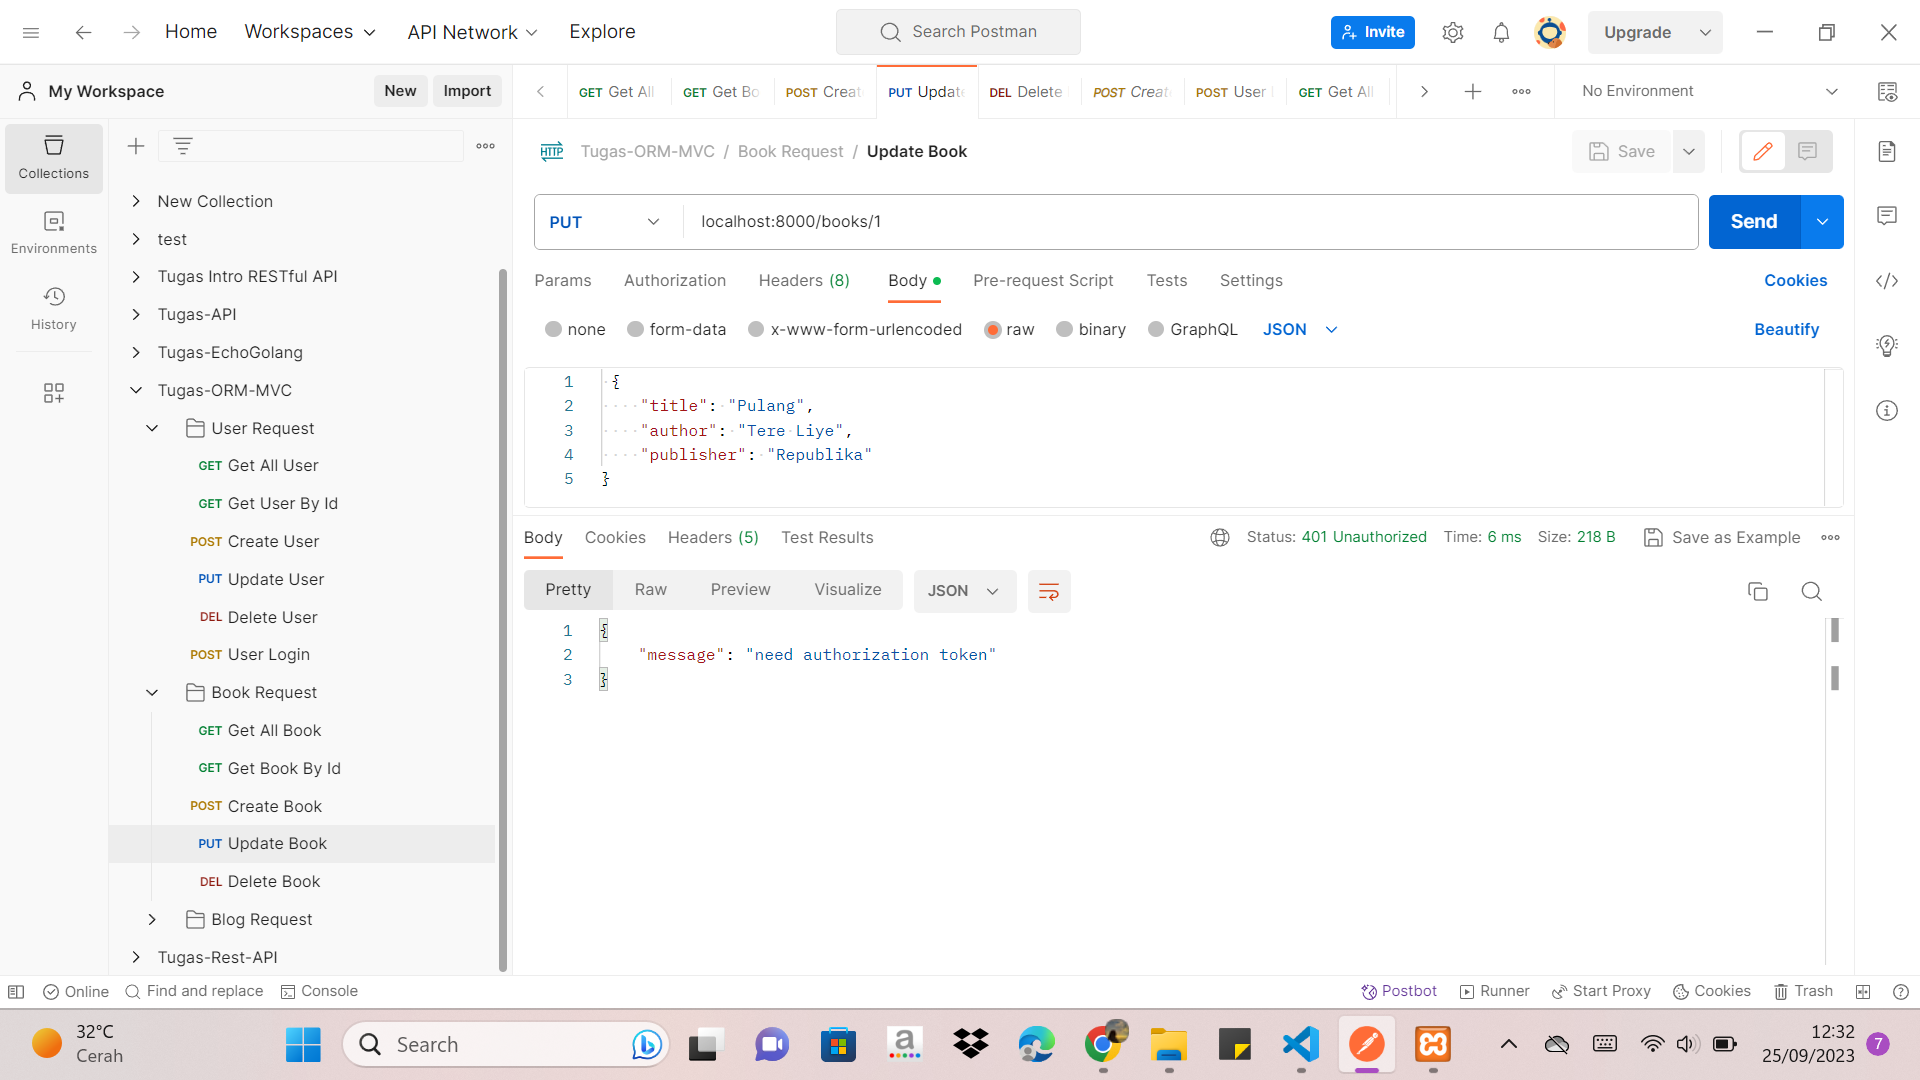 Home
Workspaces
API Network
Explore
Search Postman
Invite
Upgrade
My Workspace
New
Import
GET Get All
GET Get Bo
POST Creat
PUT Update
DEL Delete
POST Creat
POST User
GET Get All
No Environment
Collections
Environments
History
New Collection
test
Tugas Intro RESTful API
Tugas-API
Tugas-EchoGolang
Tugas-ORM-MVC
User Request
GET Get All User
GET Get User By Id
POST Create User
PUT Update User
DEL Delete User
POST User Login
Book Request
GET Get All Book
GET Get Book By Id
POST Create Book
PUT Update Book
DEL Delete Book
Blog Request
Tugas-Rest-API
HTTP Tugas-ORM-MVC / Book Request / Update Book
Save
PUT localhost:8000/books/1
Send
Params Authorization Headers (8) Body Pre-request Script Tests Settings Cookies
none form-data x-www-form-urlencoded raw binary GraphQL JSON Beautify
1 {
2 "title": "Pulang",
3 "author": "Tere Liye",
4 "publisher": "Republika"
5 }
Body Cookies Headers (5) Test Results
Status: 401 Unauthorized Time: 6 ms Size: 218 B Save as Example
Pretty Raw Preview Visualize JSON
1 {
2 "message": "need authorization token"
3 }
Online Find and replace Console
Postbot Runner Start Proxy Cookies Trash
32°C
Cerah
Search
a
12:32
25/09/2023
7